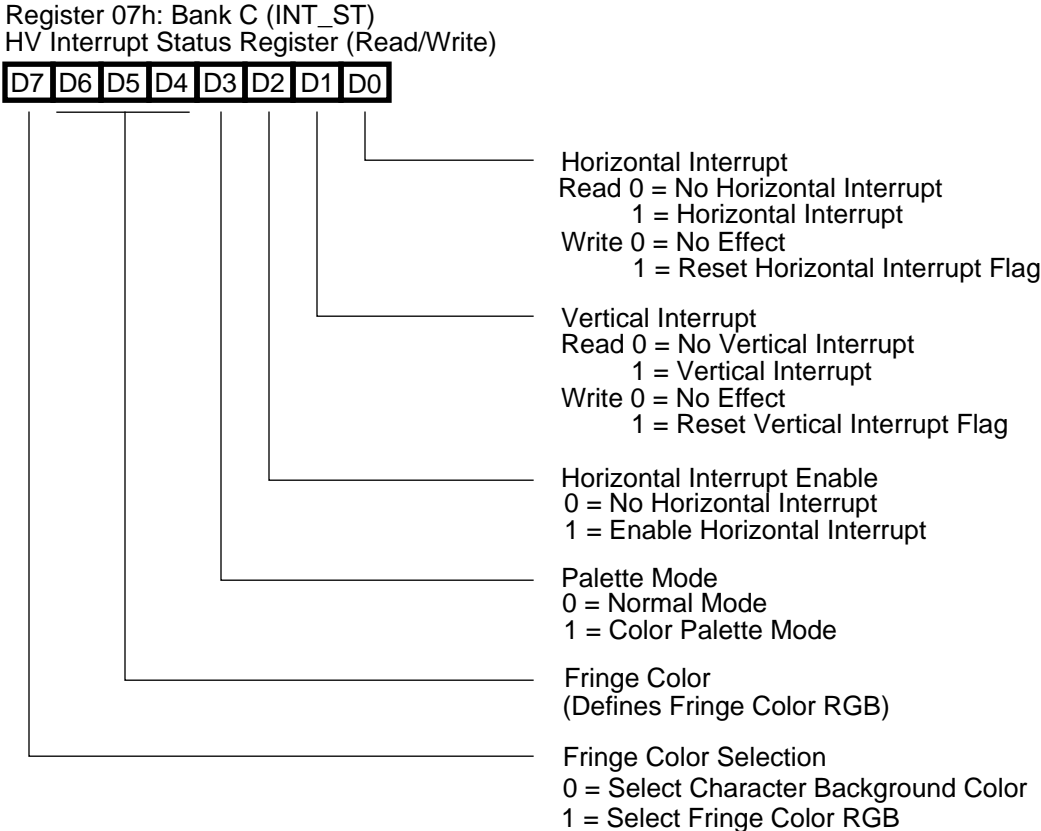 Register 07h: Bank C (INT_ST)
HV Interrupt Status Register (Read/Write)
D7 D6 D5 D4 D3 D2 D1 D0
Horizontal Interrupt
Read 0 = No Horizontal Interrupt
1 = Horizontal Interrupt
Write 0 = No Effect
1 = Reset Horizontal Interrupt Flag
Vertical Interrupt
Read 0 = No Vertical Interrupt
1 = Vertical Interrupt
Write 0 = No Effect
1 = Reset Vertical Interrupt Flag
Horizontal Interrupt Enable
0 = No Horizontal Interrupt
1 = Enable Horizontal Interrupt
Palette Mode
0 = Normal Mode
1 = Color Palette Mode
Fringe Color
(Defines Fringe Color RGB)
Fringe Color Selection
0 = Select Character Background Color
1 = Select Fringe Color RGB